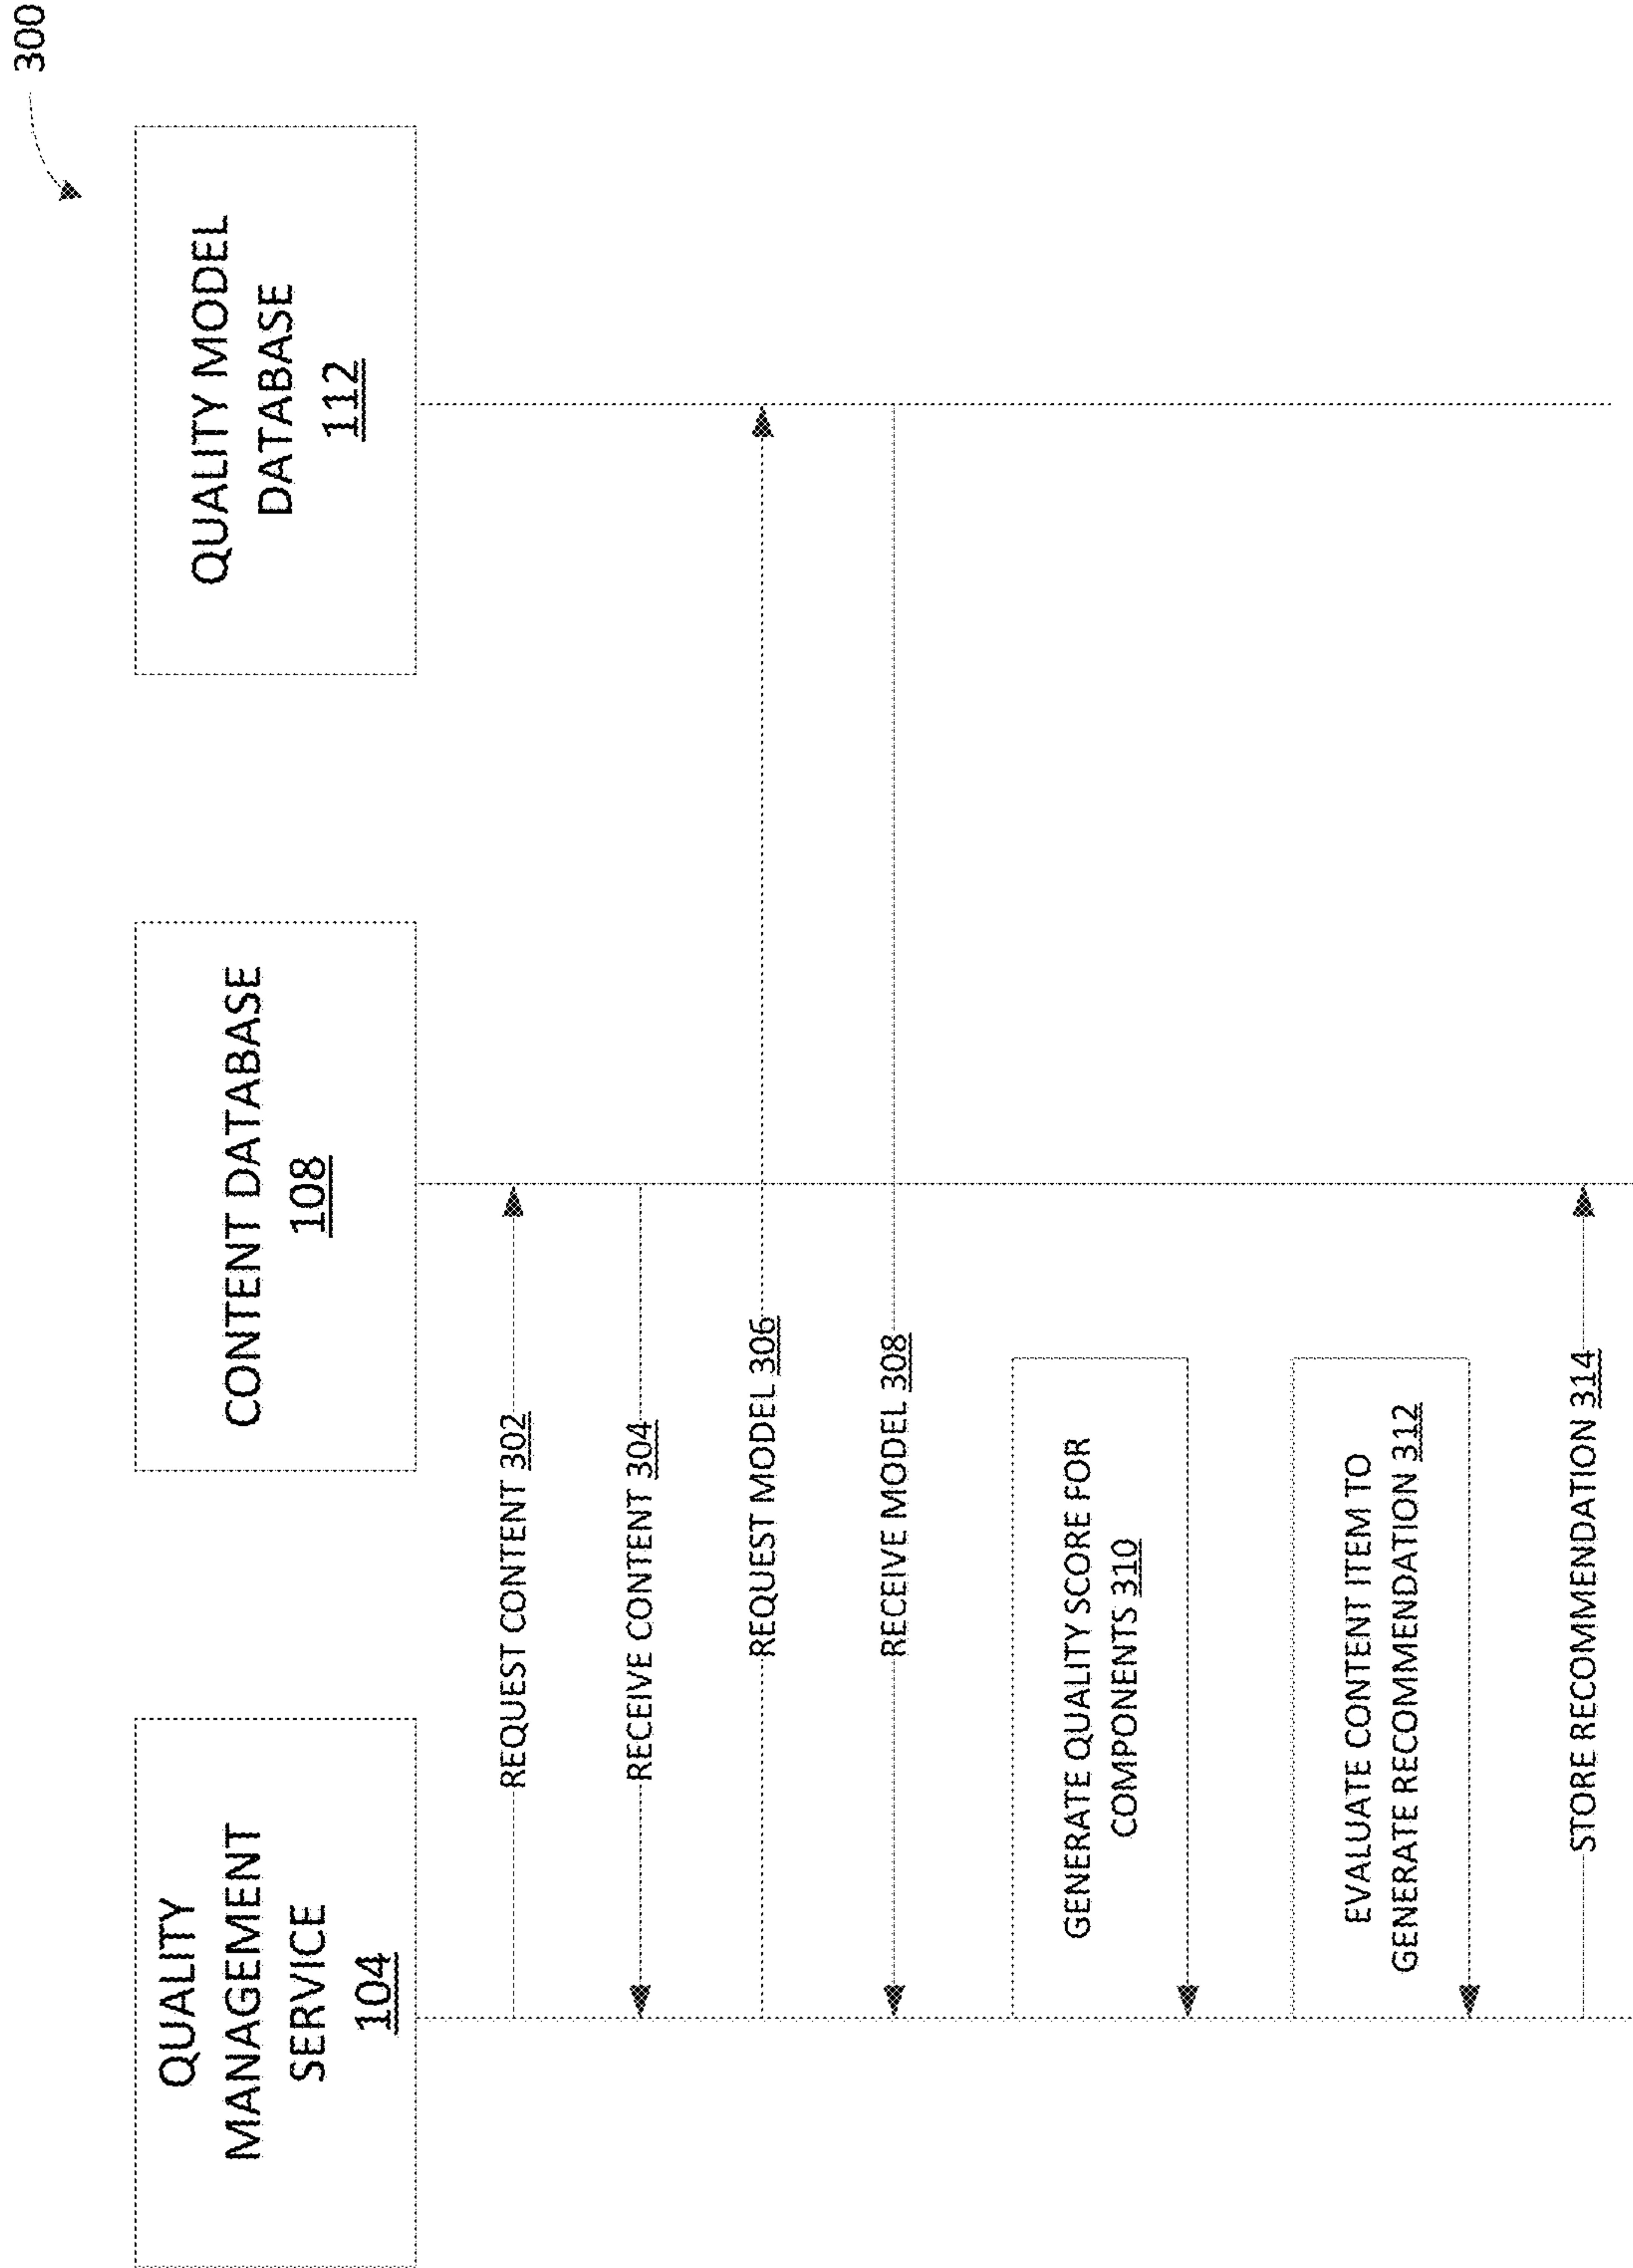 300
QUALITY
MANAGEMENT
SERVICE
104
CONTENT DATABASE
108
QUALITY MODEL
DATABASE
112
REQUEST CONTENT 302
RECEIVE CONTENT 304
REQUEST MODEL 306
RECEIVE MODEL 308
GENERATE QUALITY SCORE FOR
COMPONENTS 310
EVALUATE CONTENT ITEM TO
GENERATE RECOMMENDATION 312
STORE RECOMMENDATION 314